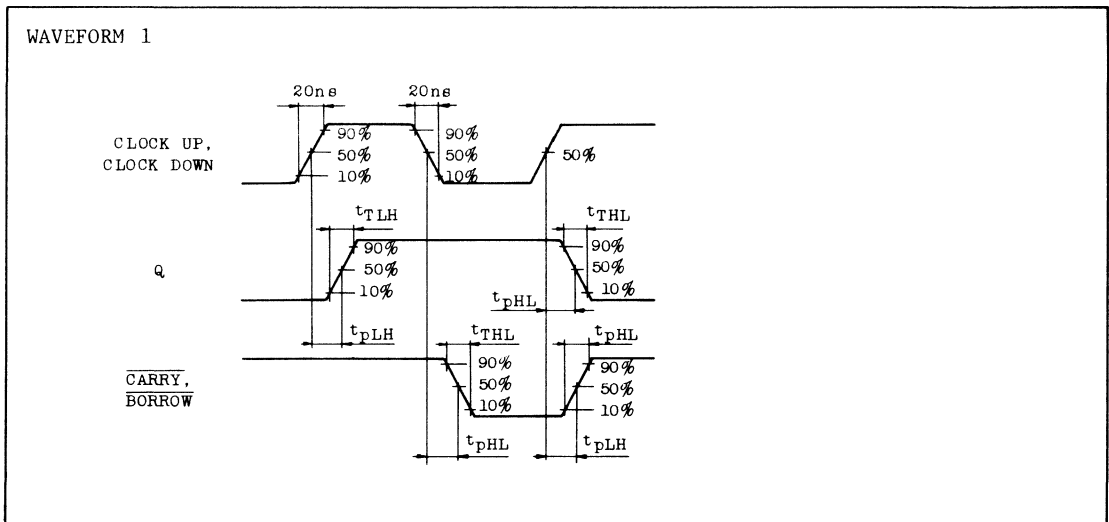 WAVEFORM 1
20ns 20ns
CLOCK UP,
CLOCK DOWN
90% 90%
50% 50% 50%
10% 10%
tTLH tTHL
Q
90% 90%
50% 50%
10% 10%
tpHL
tpLH tTHL tpHL
CARRY,
BORROW
90% 90%
50% 50%
10% 10%
tpHL tpLH